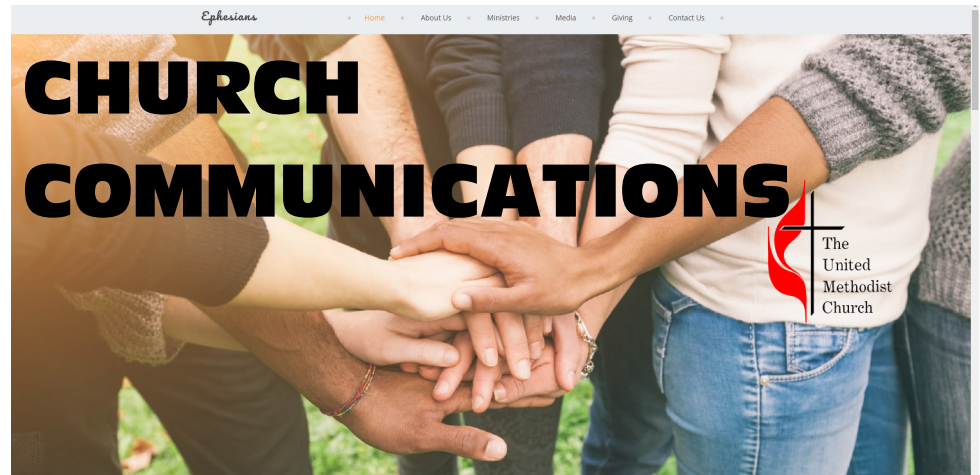 Ephesians
Home About Us Ministries Media Giving Contact Us
CHURCH
COMMUNICATIONS
The
United
Methodist
Church